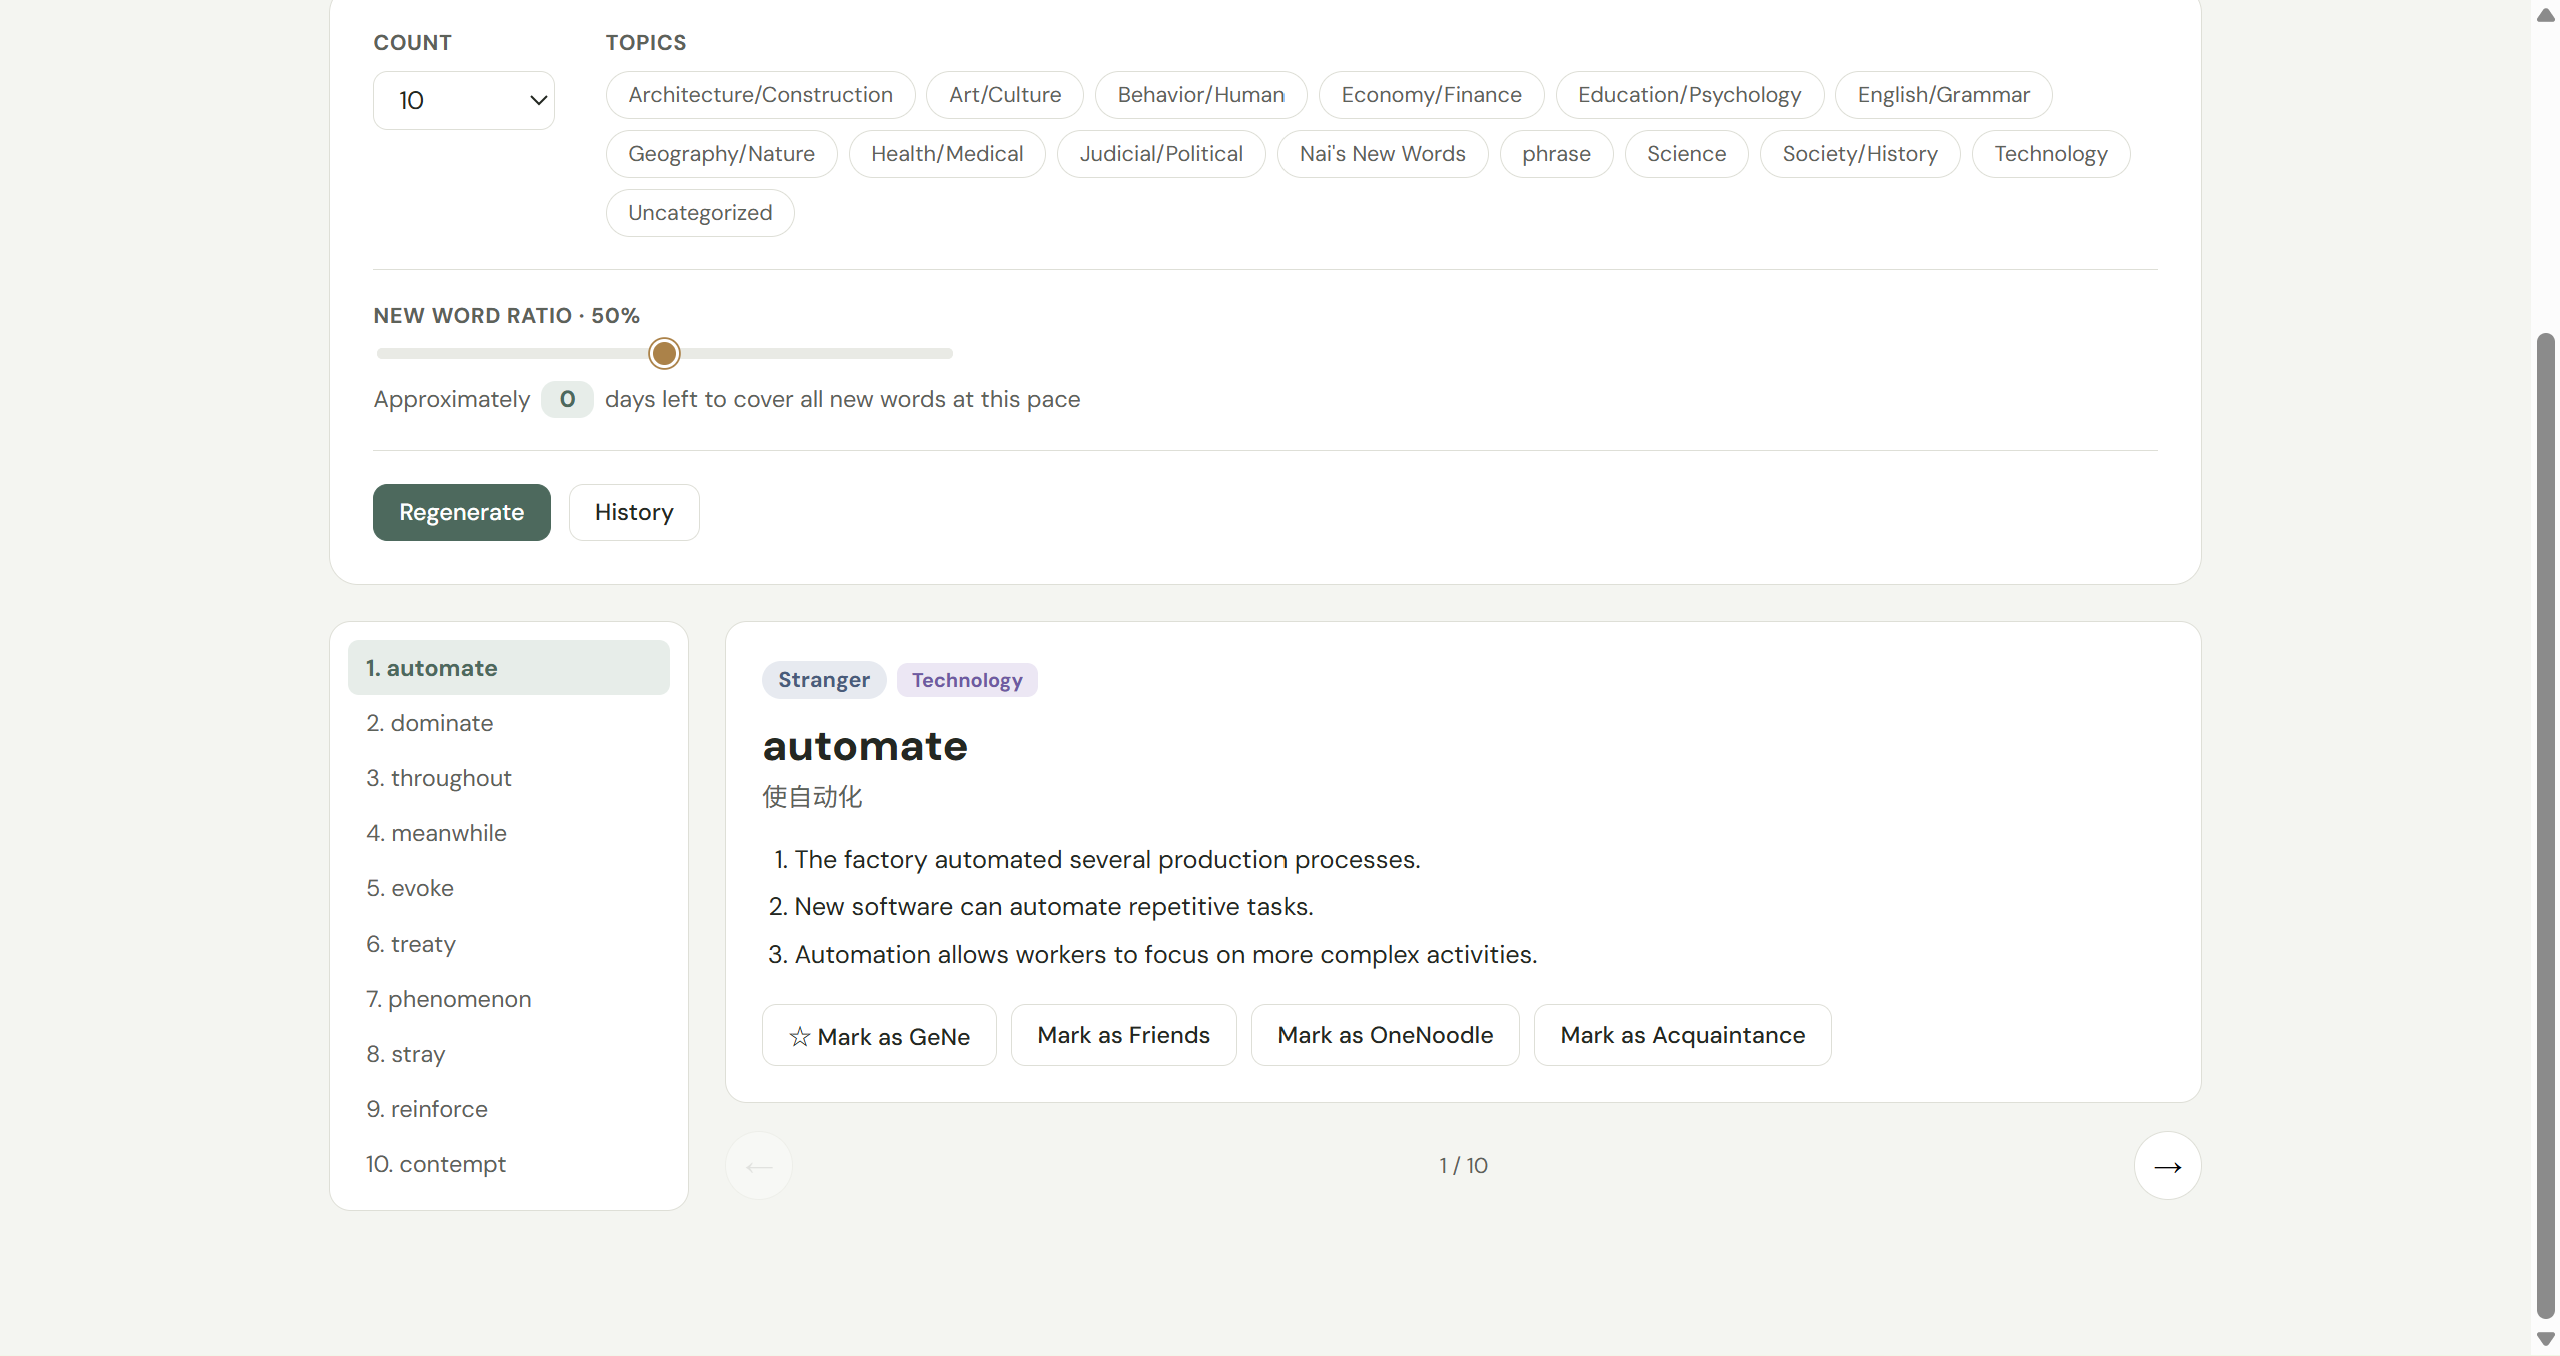 COUNT
10
TOPICS
Architecture/Construction Art/Culture Behavior/Human Economy/Finance Education/Psychology English/Grammar
Geography/Nature Health/Medical Judicial/Political Nai's New Words phrase Science Society/History Technology
Uncategorized
NEW WORD RATIO · 50%
Approximately 0 days left to cover all new words at this pace
Regenerate History
1. automate
2. dominate
3. throughout
4. meanwhile
5. evoke
6. treaty
7. phenomenon
8. stray
9. reinforce
10. contempt
Stranger Technology
automate
使自动化
1. The factory automated several production processes.
2. New software can automate repetitive tasks.
3. Automation allows workers to focus on more complex activities.
☆ Mark as GeNe Mark as Friends Mark as OneNoodle Mark as Acquaintance
← 1 / 10 →